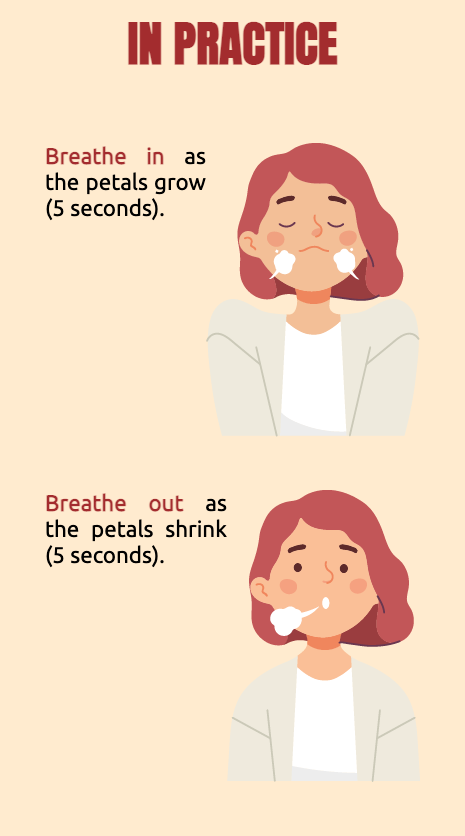 IN PRACTICE
Breathe in as
the petals grow
(5 seconds).
Breathe out as
the petals shrink
(5 seconds).